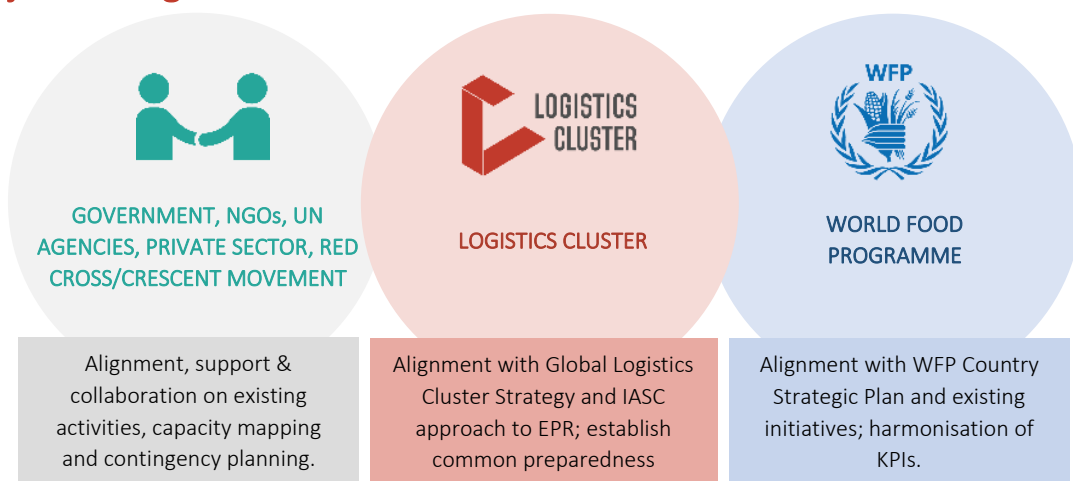 GOVERNMENT, NGOs, UN
AGENCIES, PRIVATE SECTOR, RED
CROSS/CRESCENT MOVEMENT
Alignment, support &
collaboration on existing
activities, capacity mapping
and contingency planning.
LOGISTICS
CLUSTER
LOGISTICS CLUSTER
Alignment with Global Logistics
Cluster Strategy and IASC
approach to EPR; establish
common preparedness
WFP
WORLD FOOD
PROGRAMME
Alignment with WFP Country
Strategic Plan and existing
initiatives; harmonisation of
KPIs.